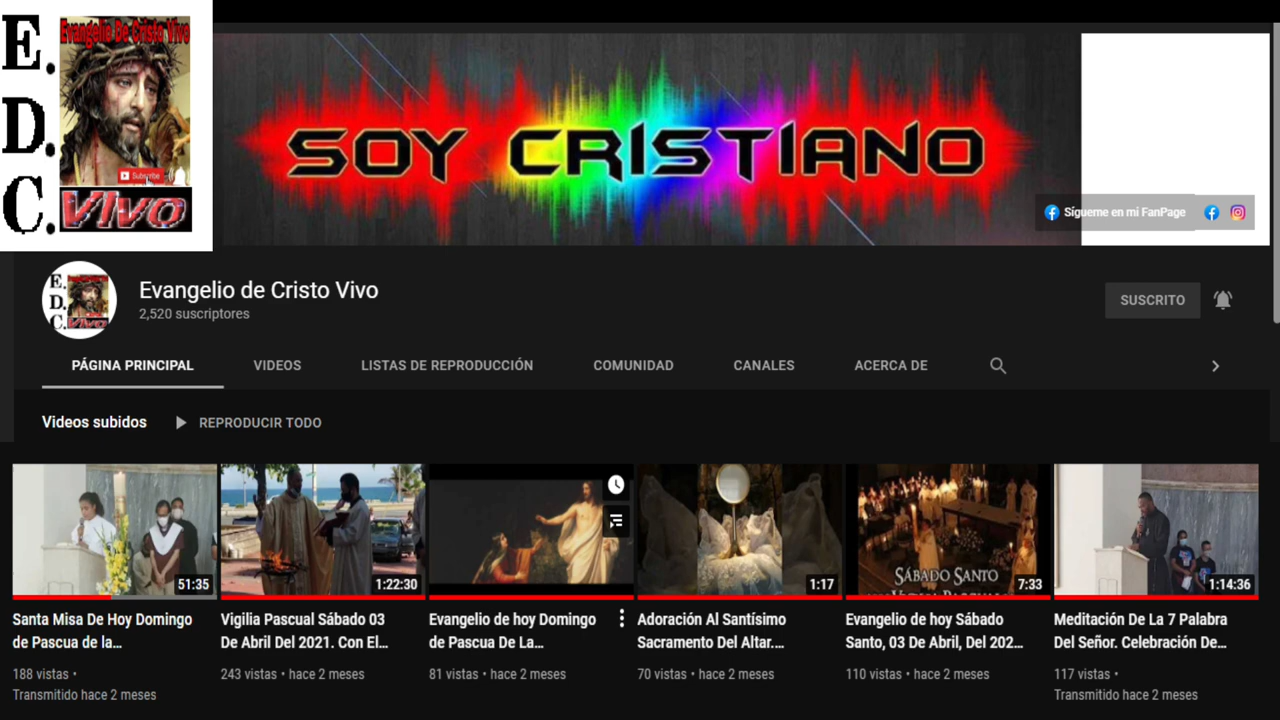 E.
D.
C.
Evangelio De Cristo Vivo
Subscribe
Vivo
SOY CRISTIANO
Sígueme en mi FanPage
E.
D.
C.
Vivo
Evangelio de Cristo Vivo
2,520 suscriptores
SUSCRITO
PÁGINA PRINCIPAL VIDEOS LISTAS DE REPRODUCCIÓN COMUNIDAD CANALES ACERCA DE
Videos subidos REPRODUCIR TODO
SÁBADO SANTO
51:35 1:22:30 1:17 7:33 1:14:36
Santa Misa De Hoy Domingo
de Pascua de la...
188 vistas •
Transmitido hace 2 meses
Vigilia Pascual Sábado 03
De Abril Del 2021. Con El...
243 vistas • hace 2 meses
Evangelio de hoy Domingo
de Pascua De La...
81 vistas • hace 2 meses
Adoración Al Santísimo
Sacramento Del Altar....
70 vistas • hace 2 meses
Evangelio de hoy Sábado
Santo, 03 De Abril, Del 202...
110 vistas • hace 2 meses
Meditación De La 7 Palabra
Del Señor. Celebración De...
117 vistas •
Transmitido hace 2 meses